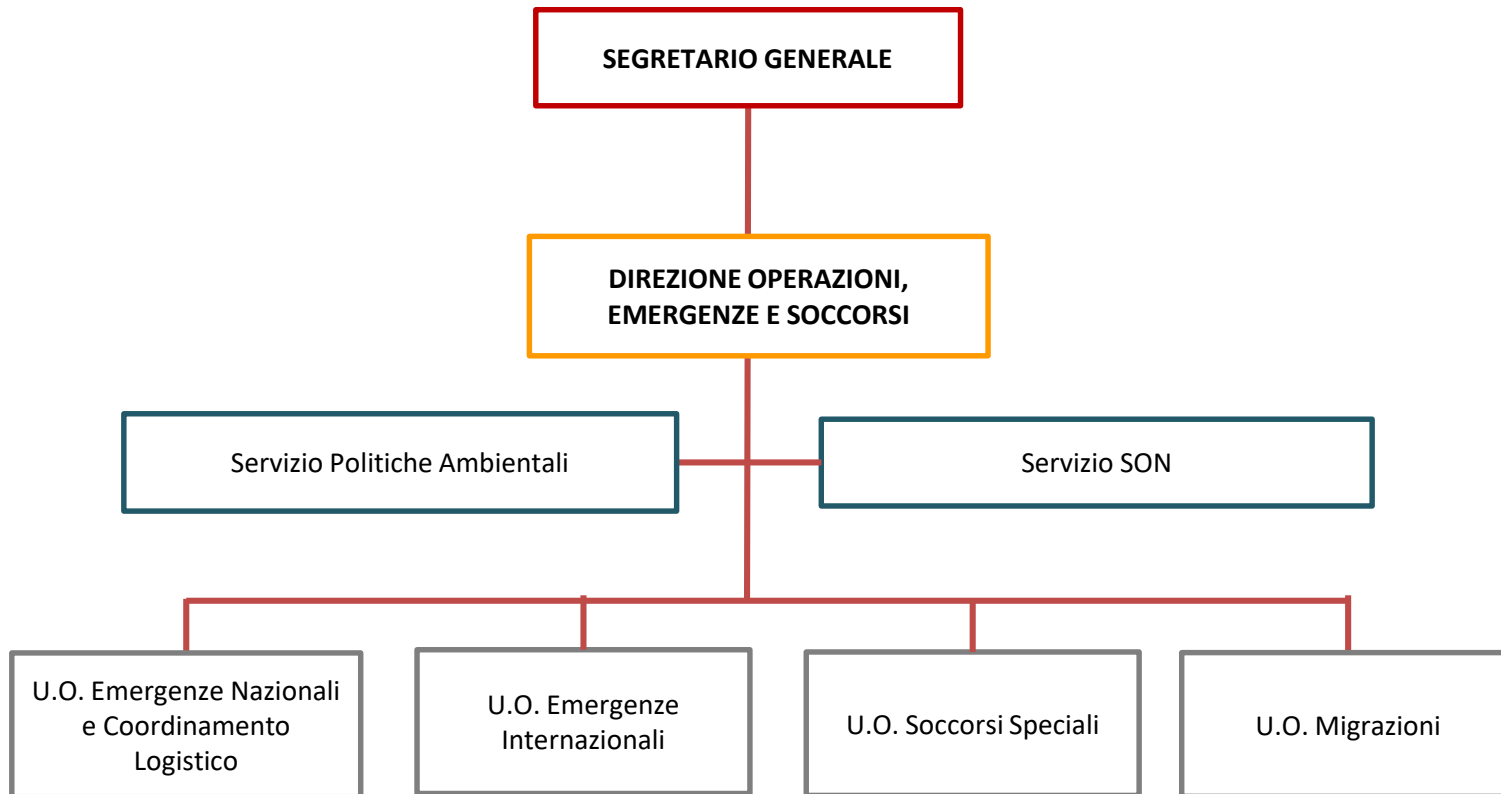 SEGRETARIO GENERALE
DIREZIONE OPERAZIONI,
EMERGENZE E SOCCORSI
Servizio Politiche Ambientali
Servizio SON
U.O. Emergenze Nazionali
e Coordinamento
Logistico
U.O. Emergenze
Internazionali
U.O. Soccorsi Speciali
U.O. Migrazioni